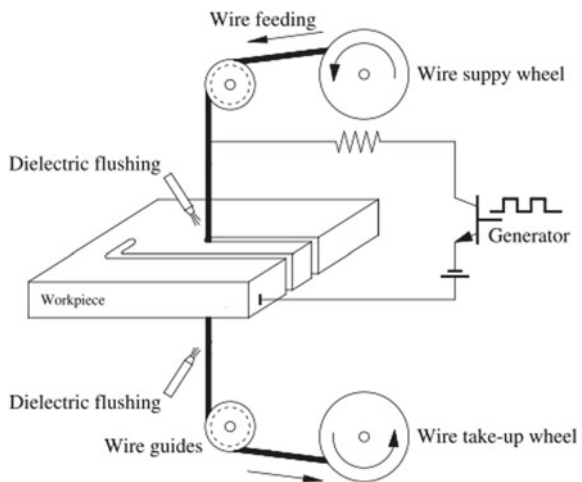 Wire feeding
Wire suppy wheel
Dielectric flushing
Generator
Workpiece
Dielectric flushing
Wire guides
Wire take-up wheel